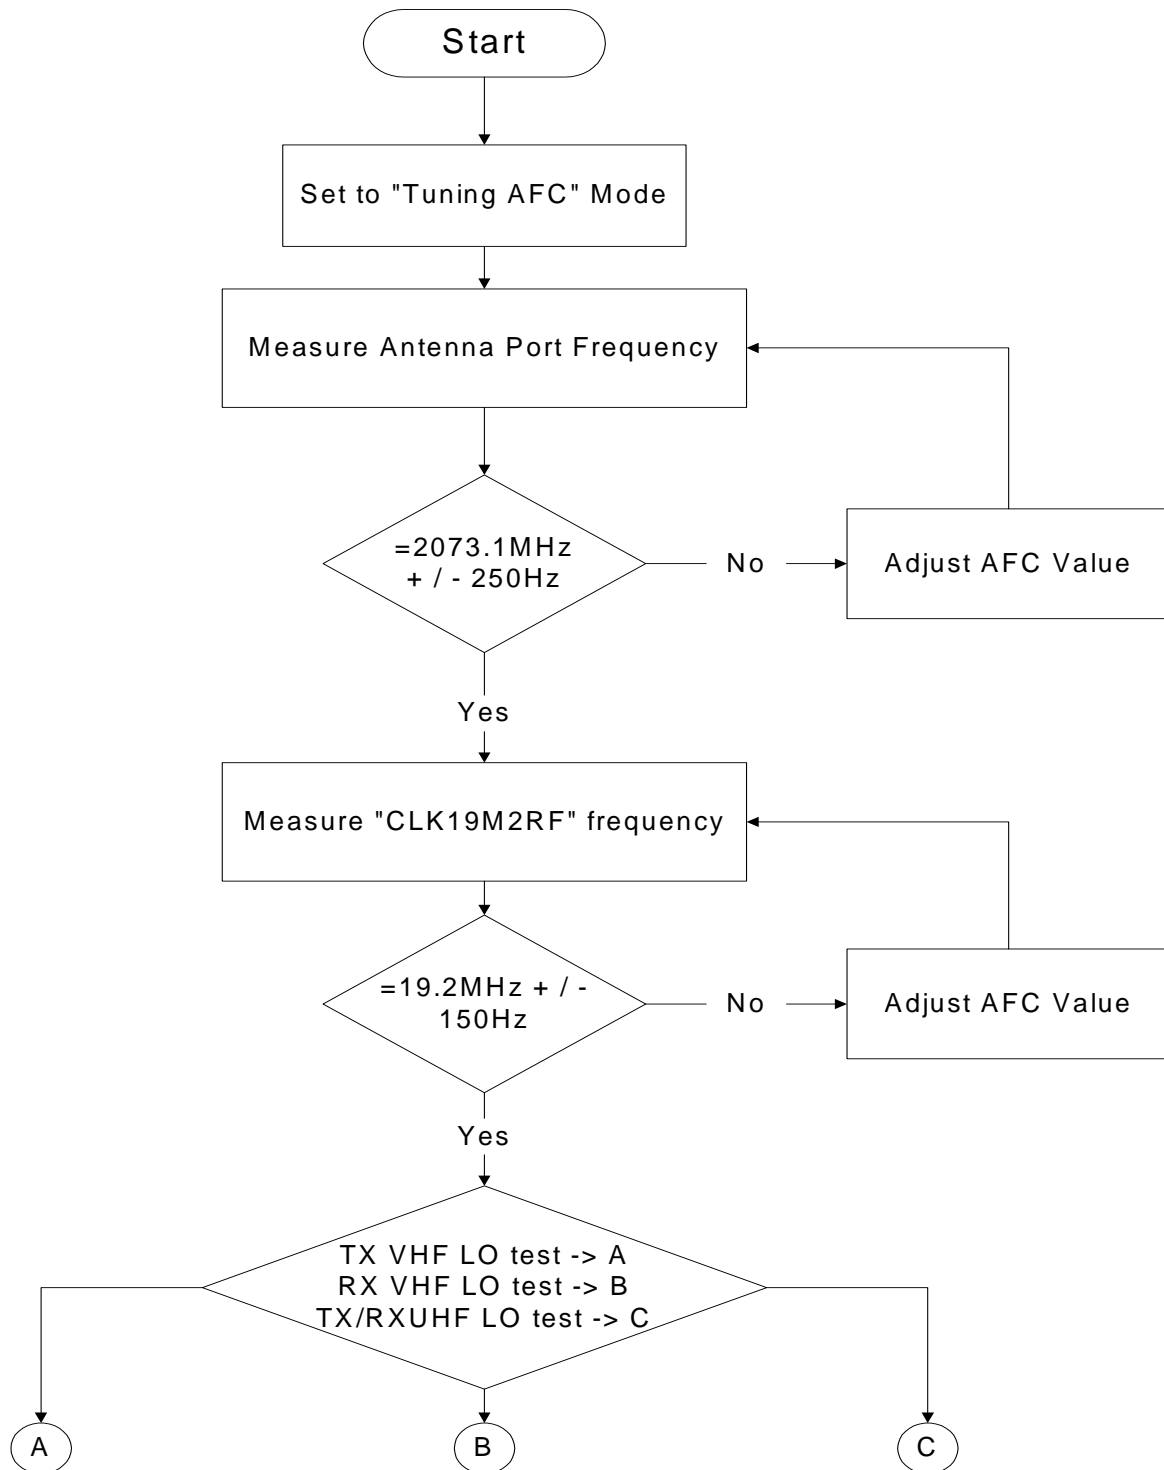 Start
Set to "Tuning AFC" Mode
Measure Antenna Port Frequency
=2073.1MHz
+ / - 250Hz
No
Adjust AFC Value
Yes
Measure "CLK19M2RF" frequency
=19.2MHz + / -
150Hz
No
Adjust AFC Value
Yes
TX VHF LO test -> A
RX VHF LO test -> B
TX/RXUHF LO test -> C
A
B
C